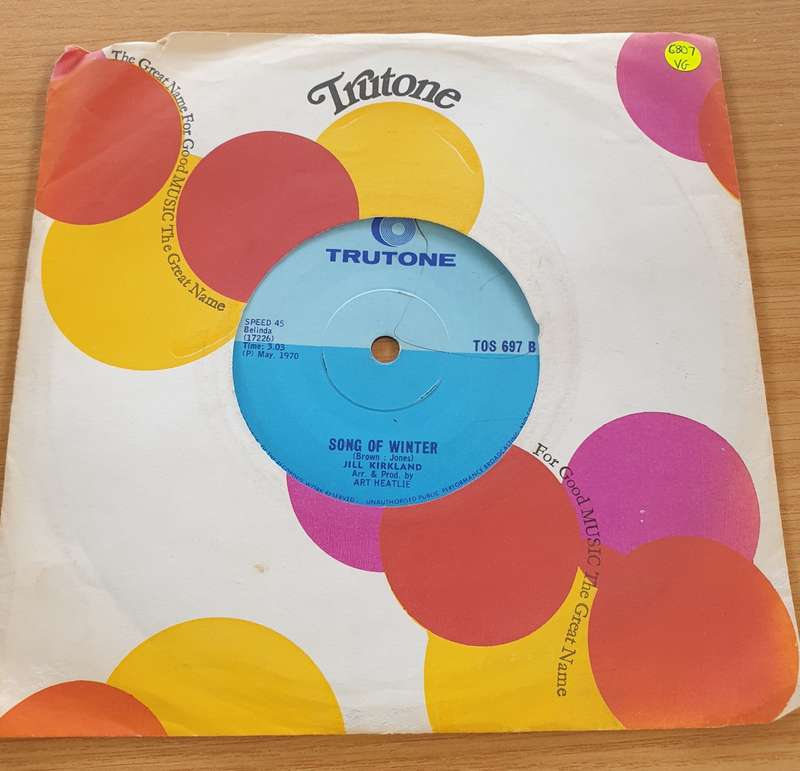 The Great Name For Good MUSIC The Great Name
Trutone
6807
VG
TRUTONE
SPEED 45
Belinda
(17226)
Time: 3.03
(P) May. 1970
TOS 697 B
SONG OF WINTER
(Brown : Jones)
JILL KIRKLAND
Arr. & Prod. by
ART HEATLIE
WORK RESERVED. UNAUTHORISED PUBLIC PERFORMANCE BROADCASTING
For Good MUSIC The Great Name